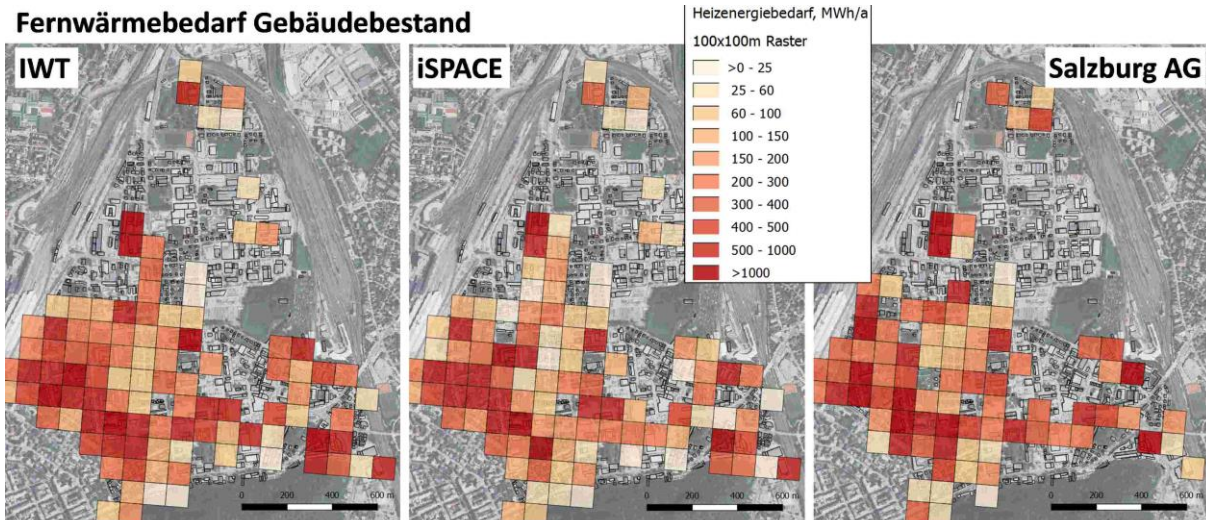 Fernwärmebedarf Gebäudebestand
IWT
iSPACE
Salzburg AG
Heizenergiebedarf, MWh/a
100x100m Raster
>0 - 25
25 - 60
60 - 100
100 - 150
150 - 200
200 - 300
300 - 400
400 - 500
500 - 1000
>1000
0 200 400 600 m
0 200 400 600 m
0 200 400 600 m